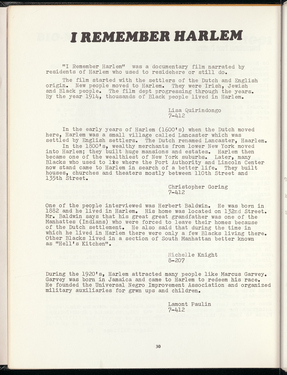 I REMEMBER HARLEM
"I Remember Harlem" was a documentary film narrated by
residents of Harlem who used to reside here or still do.
The film started with the settlers of the Dutch and English
origin. New people moved to Harlem. They were Irish, Jewish
and Black people. The film kept progressing through the years.
By the year 1914, thousands of Black people lived in Harlem.
Lisa Quirindongo
7-412
In the early years of Harlem (1600's) when the Dutch moved
here, Harlem was a small village called Lancaster which was
settled by English settlers. The Dutch renamed Lancaster, Haarlem.
In the 1800's, wealthy merchants from lower New York moved
into Harlem; they built huge mansions and estates. Harlem then
became one of the wealthiest of New York suburbs. Later, many
Blacks who used to live where the Port Authority and Lincoln Center
now stand came to Harlem in search of a better life. They built
houses, churches and theaters mostly between 110th Street and
135th Street.
Christopher Goring
7-412
One of the people interviewed was Herbert Baldwin. He was born in
1882 and he lived in Harlem. His home was located on 132nd Street.
Mr. Baldwin says that his great great grandfather was one of the
Manhattes (Indians) who were forced to leave their homes because
of the Dutch settlement. He also said that during the time in
which he lived in Harlem there were only a few Blacks living there.
Other Blacks lived in a section of South Manhattan better known
as "Hell's Kitchen".
Michelle Knight
8-207
During the 1920's, Harlem attracted many people like Marcus Garvey.
Garvey was born in Jamaica and came to Harlem to redeem his race.
He founded the Universal Negro Improvement Association and organized
military auxiliaries for grwn ups and children.
Lamont Paulin
7-412
30